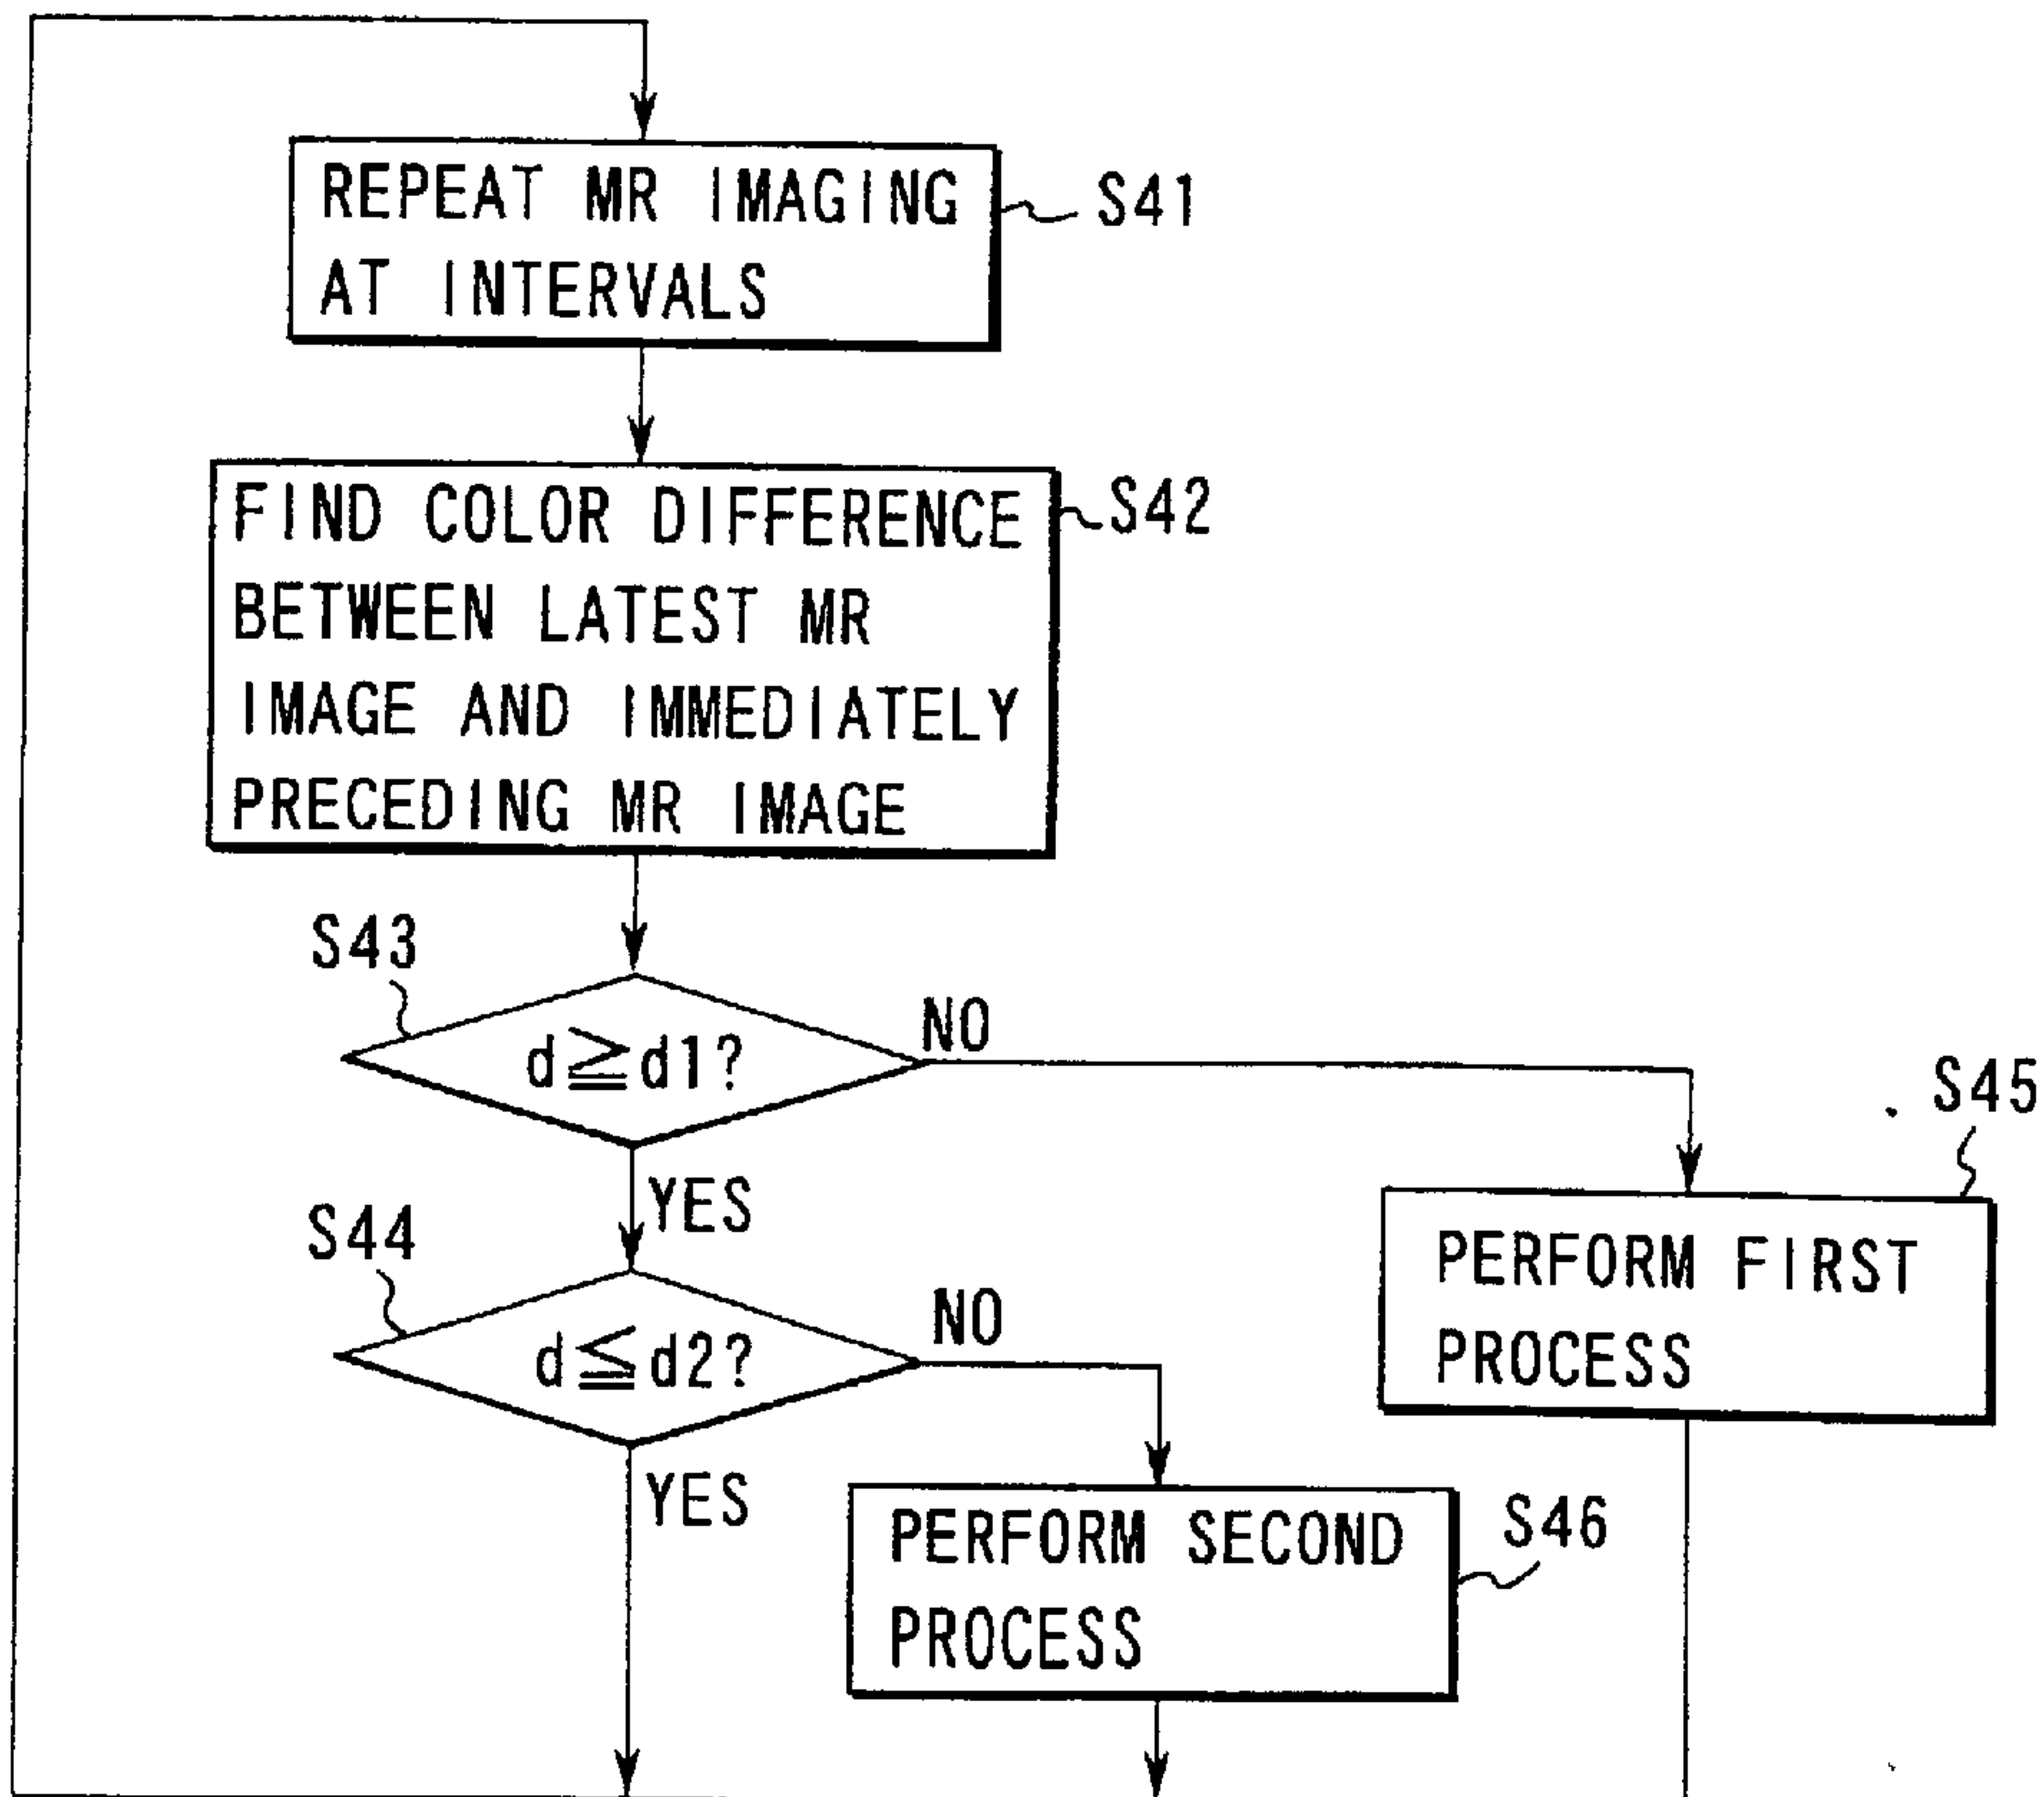 REPEAT MR IMAGING
AT INTERVALS
S41
FIND COLOR DIFFERENCE
BETWEEN LATEST MR
IMAGE AND IMMEDIATELY
PRECEDING MR IMAGE
S42
S43
d≧d1?
NO
YES
S45
PERFORM FIRST
PROCESS
S44
d≦d2?
NO
YES
PERFORM SECOND
PROCESS
S46